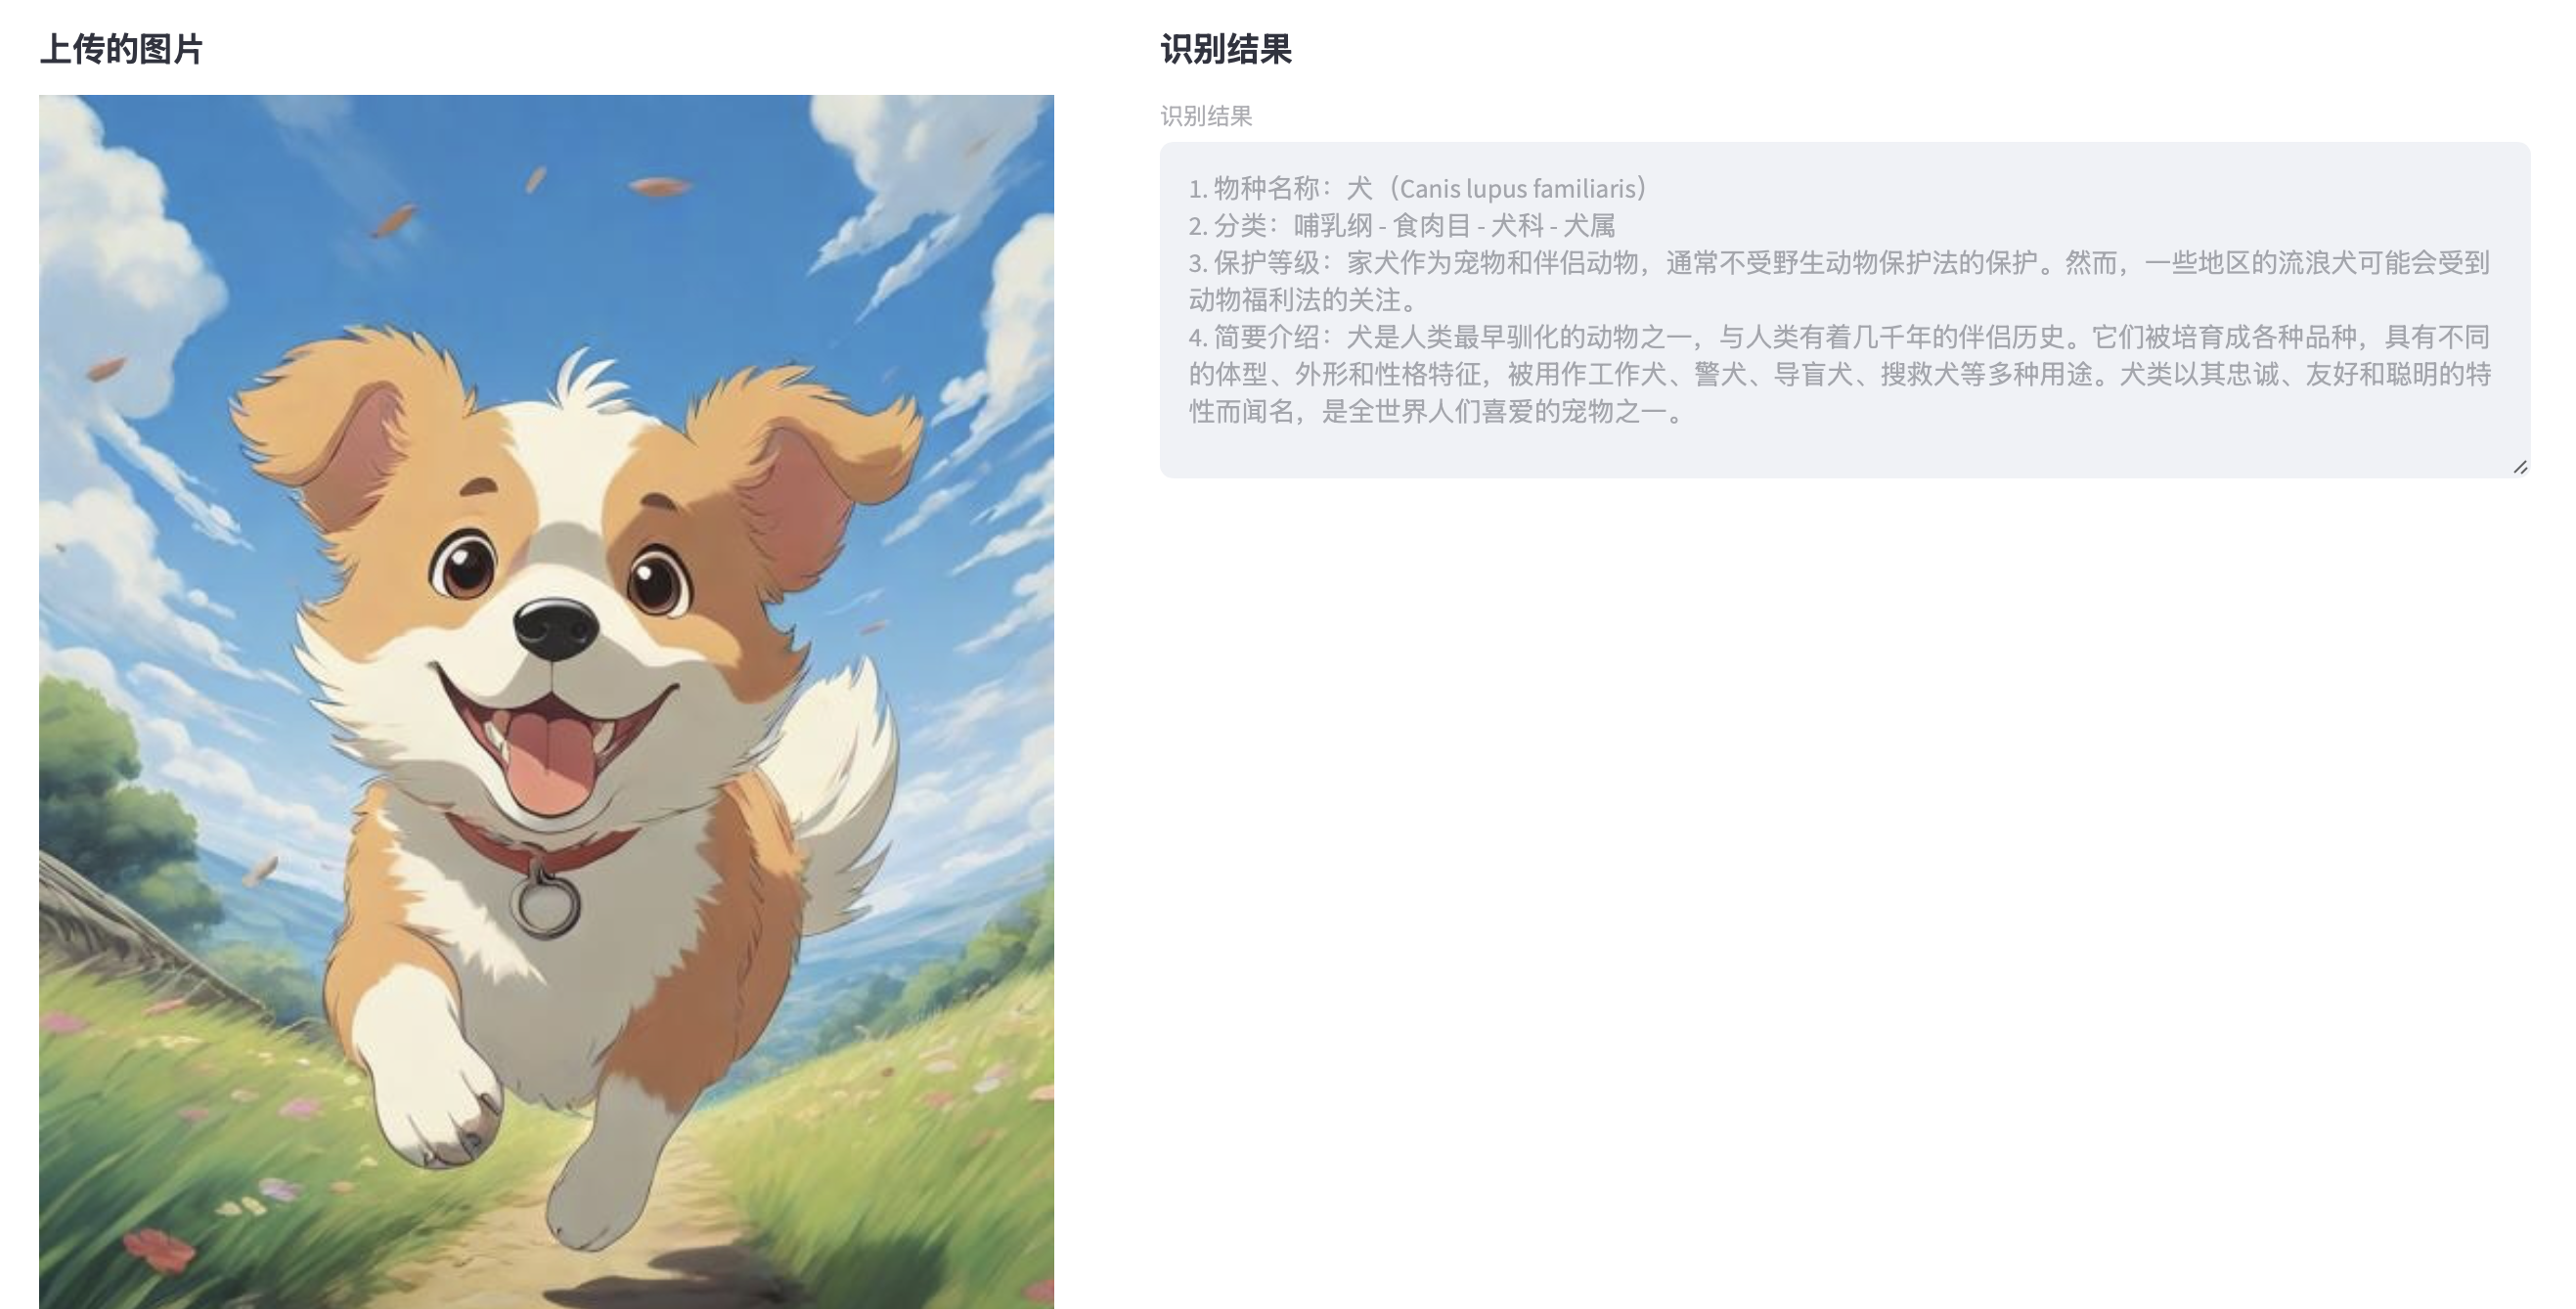 上传的图片
识别结果
识别结果
1. 物种名称：犬（Canis lupus familiaris）
2. 分类：哺乳纲 - 食肉目 - 犬科 - 犬属
3. 保护等级：家犬作为宠物和伴侣动物，通常不受野生动物保护法的保护。然而，一些地区的流浪犬可能会受到
动物福利法的关注。
4. 简要介绍：犬是人类最早驯化的动物之一，与人类有着几千年的伴侣历史。它们被培育成各种品种，具有不同
的体型、外形和性格特征，被用作工作犬、警犬、导盲犬、搜救犬等多种用途。犬类以其忠诚、友好和聪明的特
性而闻名，是全世界人们喜爱的宠物之一。